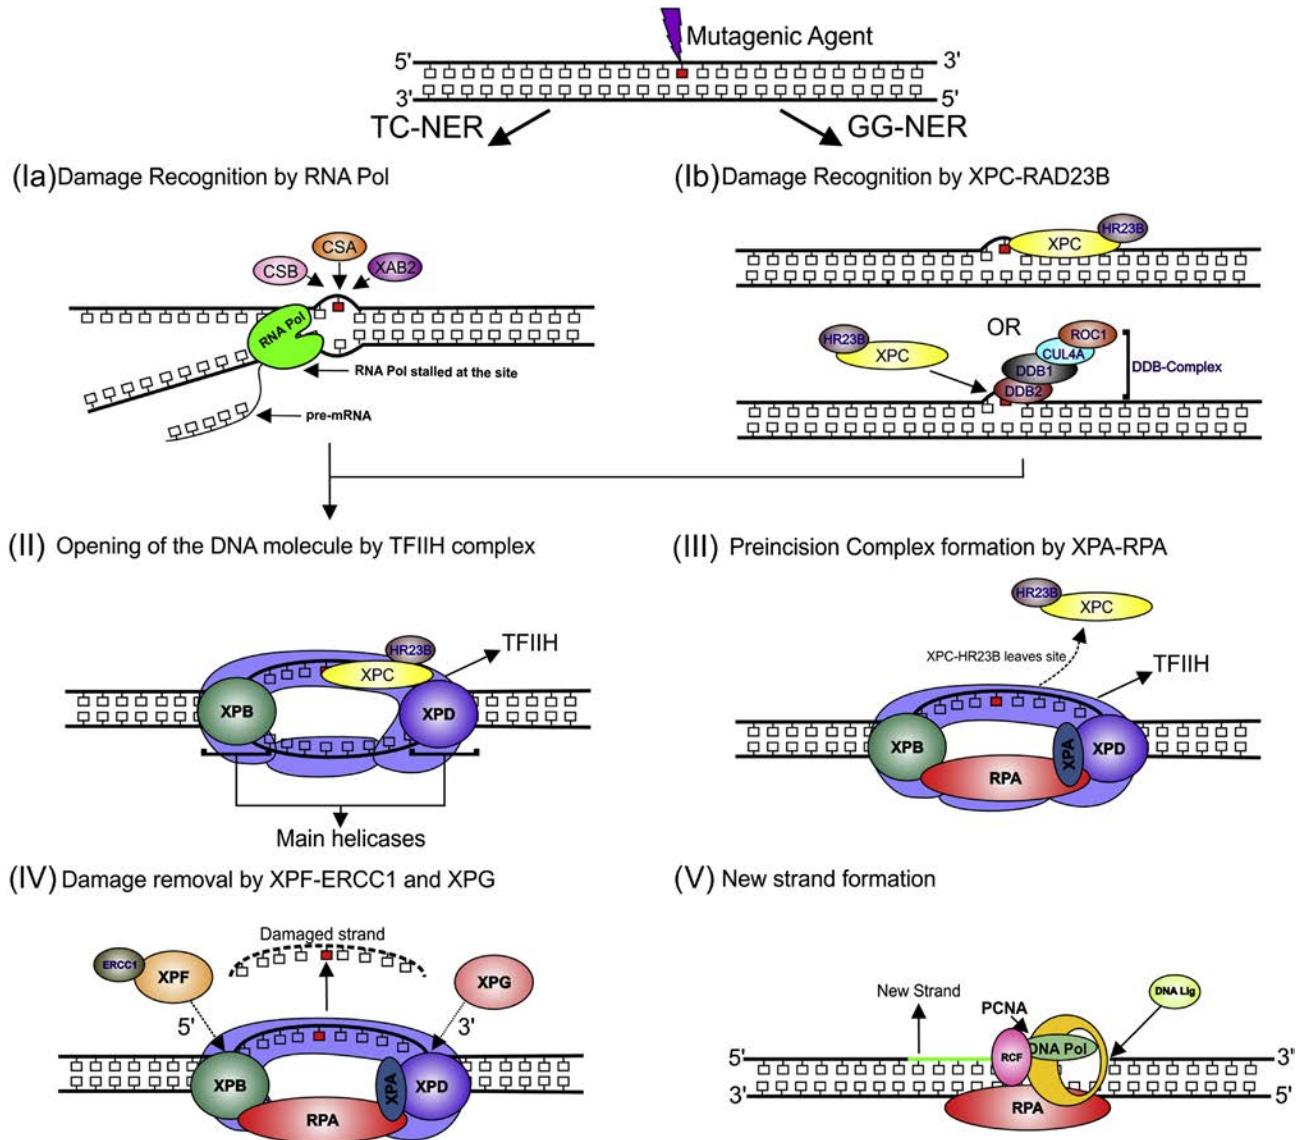 Mutagenic Agent
5' 3'
3' 5'
TC-NER GG-NER
(Ia) Damage Recognition by RNA Pol
CSA
CSB XAB2
RNA Pol
RNA Pol stalled at the site
pre-mRNA
(Ib) Damage Recognition by XPC-RAD23B
HR23B
XPC
OR
HR23B
XPC
ROC1
CUL4A
DDB1
DDB2
DDB-Complex
(II) Opening of the DNA molecule by TFIIH complex
TFIIH
HR23B
XPC
XPB XPD
Main helicases
(III) Preincision Complex formation by XPA-RPA
HR23B
XPC
XPC-HR23B leaves site
TFIIH
XPB XPA XPD
RPA
(IV) Damage removal by XPF-ERCC1 and XPG
Damaged strand
ERCC1 XPF XPG
5' 3'
XPB XPA XPD
RPA
(V) New strand formation
New Strand PCNA DNA Lig
5' RCF DNA Pol 3'
3' RPA 5'